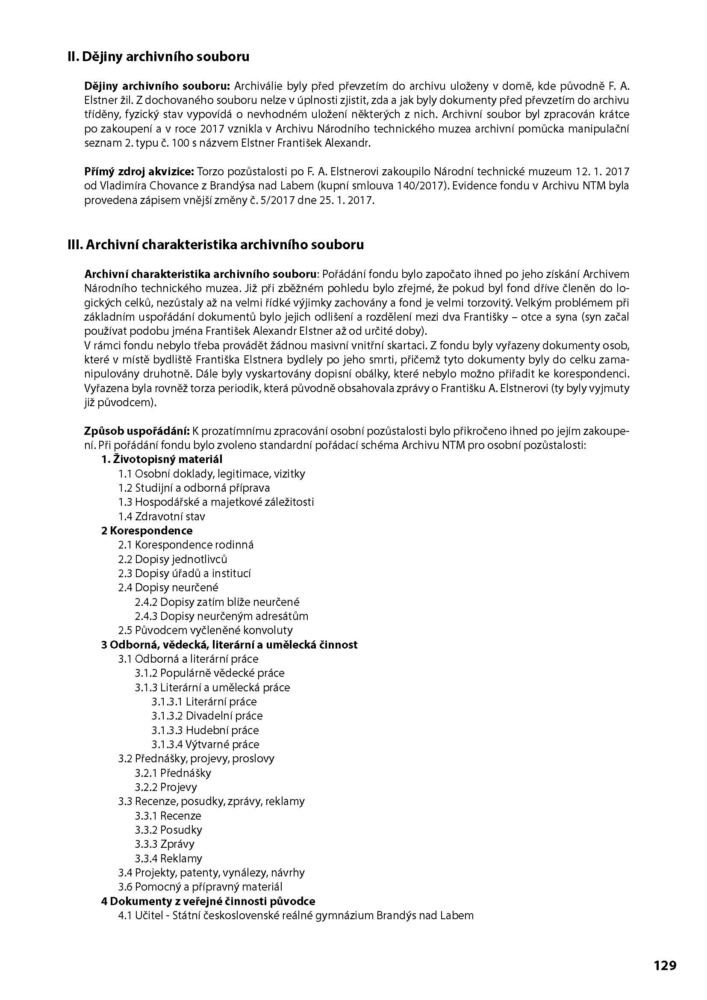 II. Dějiny archivního souboru
Dějiny archivního souboru: Archiválie byly před převzetím do archivu uloženy v domě, kde původně F. A.
Elstner žil. Z dochovaného souboru nelze v úplnosti zjistit, zda a jak byly dokumenty před převzetím do archivu
tříděny, fyzický stav vypovídá o nevhodném uložení některých z nich. Archivní soubor byl zpracován krátce
po zakoupení a v roce 2017 vznikla v Archivu Národního technického muzea archivní pomůcka manipulační
seznam 2. typu č. 100 s názvem Elstner František Alexandr.
Přímý zdroj akvizice: Torzo pozůstalosti po F. A. Elstnerovi zakoupilo Národní technické muzeum 12. 1. 2017
od Vladimíra Chovance z Brandýsa nad Labem (kupní smlouva 140/2017). Evidence fondu v Archivu NTM byla
provedena zápisem vnější změny č. 5/2017 dne 25. 1. 2017.
III. Archivní charakteristika archivního souboru
Archivní charakteristika archivního souboru: Pořádání fondu bylo započato ihned po jeho získání Archivem
Národního technického muzea. Již při zběžném pohledu bylo zřejmé, že pokud byl fond dříve členěn do lo-
gických celků, nezůstaly až na velmi řídké výjimky zachovány a fond je velmi torzovitý. Velkým problémem při
základním uspořádání dokumentů bylo jejich odlišení a rozdělení mezi dva Františky – otce a syna (syn začal
používat podobu jména František Alexandr Elstner až od určité doby).
V rámci fondu nebylo třeba provádět žádnou masivní vnitřní skartaci. Z fondu byly vyřazeny dokumenty osob,
které v místě bydliště Františka Elstnera bydlely po jeho smrti, přičemž tyto dokumenty byly do celku zama-
nipulovány druhotně. Dále byly vyskartovány dopisní obálky, které nebylo možno přiřadit ke korespondenci.
Vyřazena byla rovněž torza periodik, která původně obsahovala zprávy o Františku A. Elstnerovi (ty byly vyjmuty
již původcem).
Způsob uspořádání: K prozatímnímu zpracování osobní pozůstalosti bylo přikročeno ihned po jejím zakoupe-
ní. Při pořádání fondu bylo zvoleno standardní pořádací schéma Archivu NTM pro osobní pozůstalosti:
1. Životopisný materiál
1.1 Osobní doklady, legitimace, vizitky
1.2 Studijní a odborná příprava
1.3 Hospodářské a majetkové záležitosti
1.4 Zdravotní stav
2 Korespondence
2.1 Korespondence rodinná
2.2 Dopisy jednotlivců
2.3 Dopisy úřadů a institucí
2.4 Dopisy neurčené
2.4.2 Dopisy zatím blíže neurčené
2.4.3 Dopisy neurčeným adresátům
2.5 Původcem vyčleněné konvoluty
3 Odborná, vědecká, literární a umělecká činnost
3.1 Odborná a literární práce
3.1.2 Populárně vědecké práce
3.1.3 Literární a umělecká práce
3.1.3.1 Literární práce
3.1.3.2 Divadelní práce
3.1.3.3 Hudební práce
3.1.3.4 Výtvarné práce
3.2 Přednášky, projevy, proslovy
3.2.1 Přednášky
3.2.2 Projevy
3.3 Recenze, posudky, zprávy, reklamy
3.3.1 Recenze
3.3.2 Posudky
3.3.3 Zprávy
3.3.4 Reklamy
3.4 Projekty, patenty, vynálezy, návrhy
3.6 Pomocný a přípravný materiál
4 Dokumenty z veřejné činnosti původce
4.1 Učitel - Státní československé reálné gymnázium Brandýs nad Labem
129